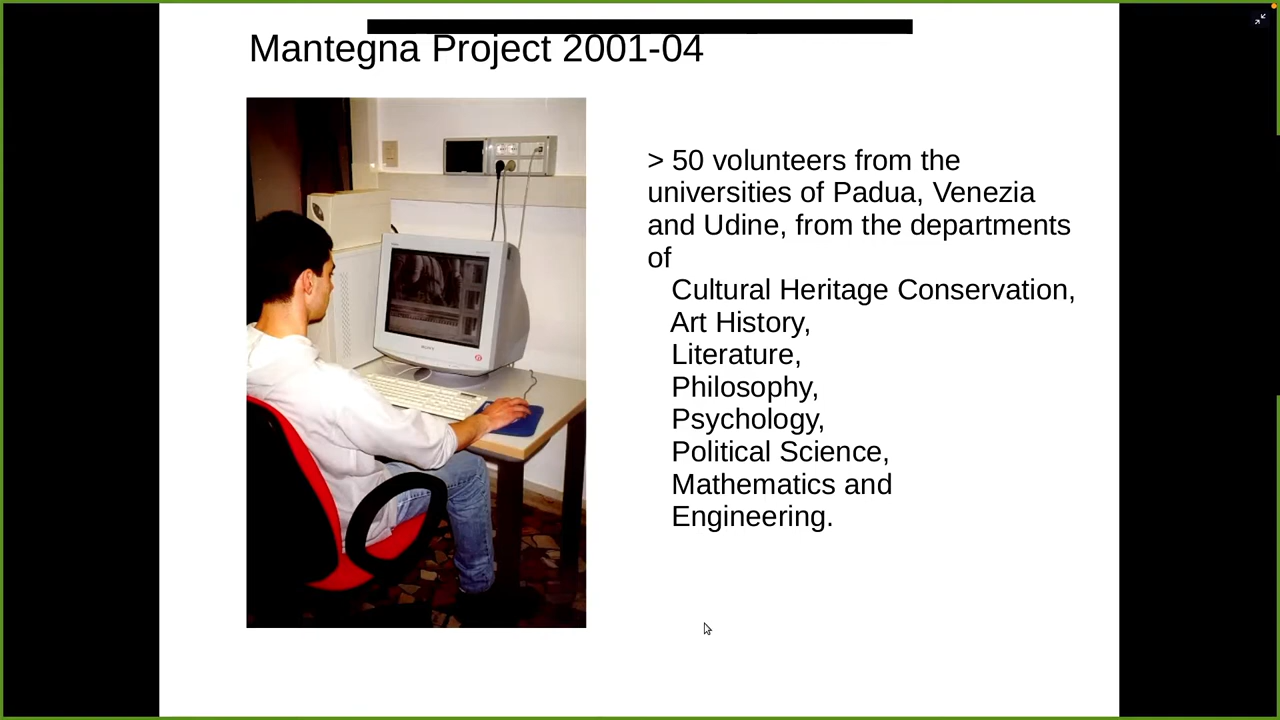 Mantegna Project 2001-04
> 50 volunteers from the
universities of Padua, Venezia
and Udine, from the departments
of
Cultural Heritage Conservation,
Art History,
Literature,
Philosophy,
Psychology,
Political Science,
Mathematics and
Engineering.